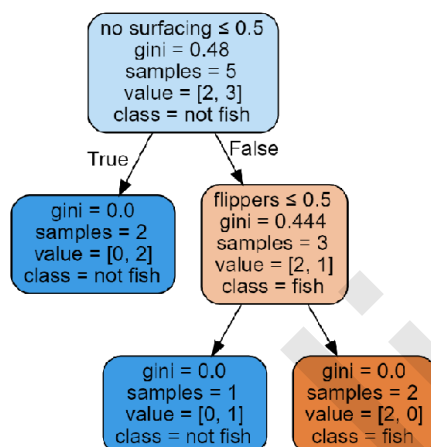 no surfacing ≤ 0.5
gini = 0.48
samples = 5
value = [2, 3]
class = not fish
True
False
gini = 0.0
samples = 2
value = [0, 2]
class = not fish
flippers ≤ 0.5
gini = 0.444
samples = 3
value = [2, 1]
class = fish
gini = 0.0
samples = 1
value = [0, 1]
class = not fish
gini = 0.0
samples = 2
value = [2, 0]
class = fish